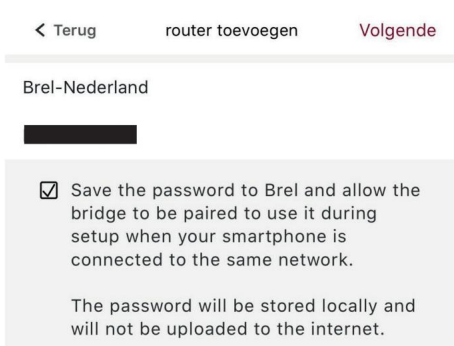 Terug router toevoegen Volgende
Brel-Nederland
Save the password to Brel and allow the
bridge to be paired to use it during
setup when your smartphone is
connected to the same network.
The password will be stored locally and
will not be uploaded to the internet.